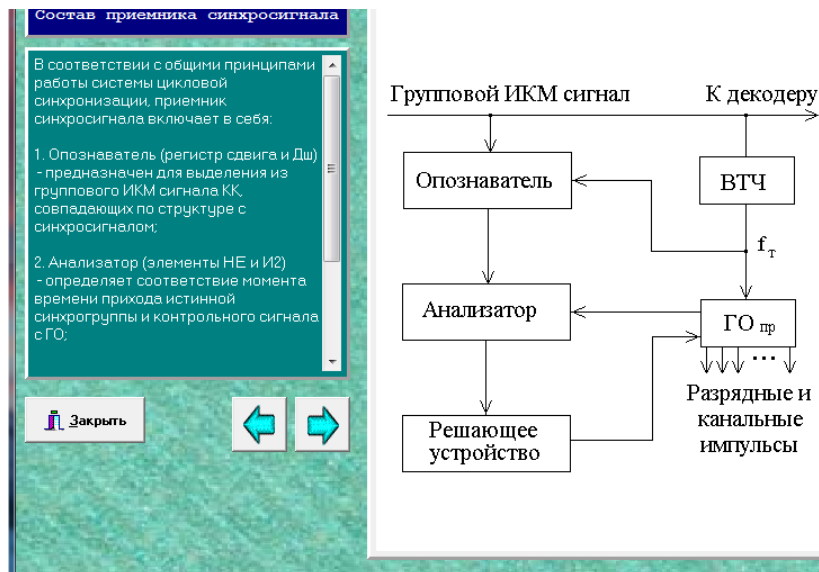 Состав приемника синхросигнала
В соответствии с общими принципами
работы системы цикловой
синхронизации, приемник
синхросигнала включает в себя:
1. Опознаватель (регистр сдвига и Дш)
- предназначен для выделения из
группового ИКМ сигнала КК,
совпадающих по структуре с
синхросигналом;
2. Анализатор (элементы НЕ и И2)
- определяет соответствие момента
времени прихода истинной
синхрогруппы и контрольного сигнала
с ГО;
Закрыть
Групповой ИКМ сигнал
К декодеру
Опознаватель
ВТЧ
fт
Анализатор
ГО пр
...
Разрядные и
канальные
импульсы
Решающее
устройство